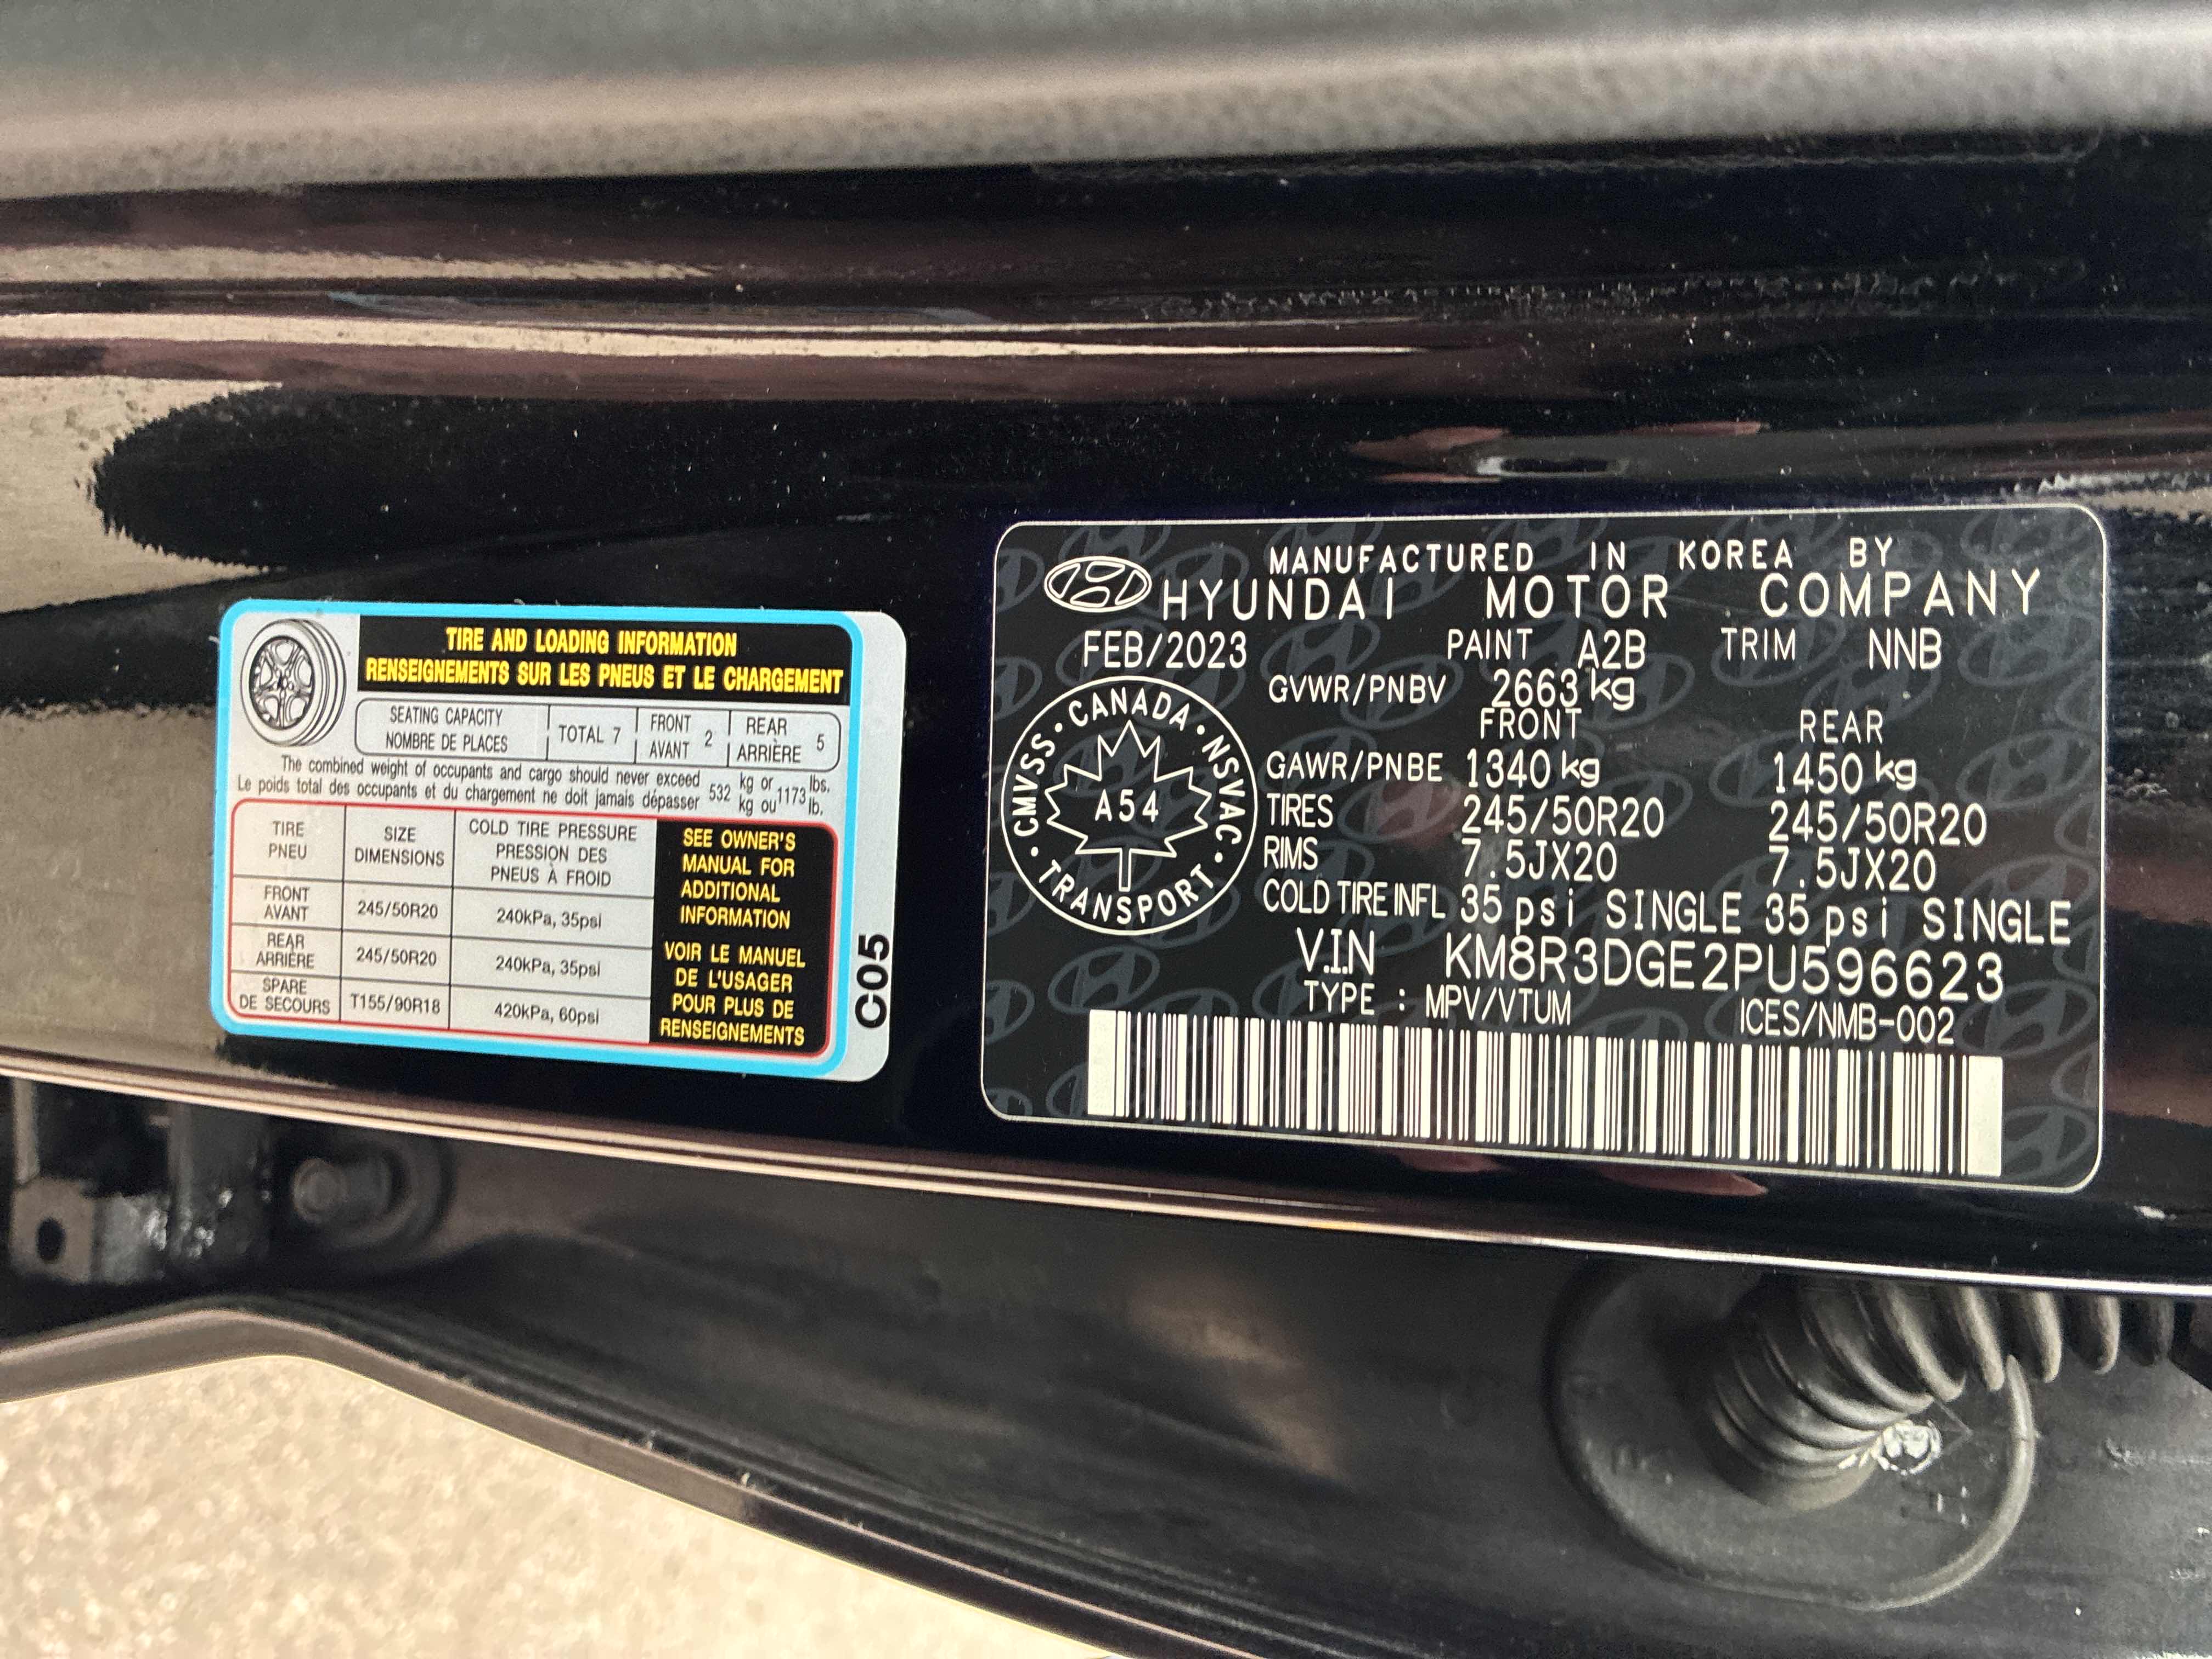 TIRE AND LOADING INFORMATION
RENSEIGNEMENTS SUR LES PNEUS ET LE CHARGEMENT
SEATING CAPACITY
NOMBRE DE PLACES
TOTAL 7
FRONT
AVANT
2
REAR
ARRIÈRE
5
The combined weight of occupants and cargo should never exceed 532 kg or 1173 lbs.
Le poids total des occupants et du chargement ne doit jamais dépasser kg ou lb.
TIRE
PNEU
SIZE
DIMENSIONS
COLD TIRE PRESSURE
PRESSION DES
PNEUS À FROID
FRONT
AVANT
245/50R20
240kPa, 35psi
REAR
ARRIÈRE
245/50R20
240kPa, 35psi
SPARE
DE SECOURS
T155/90R18
420kPa, 60psi
SEE OWNER'S
MANUAL FOR
ADDITIONAL
INFORMATION
VOIR LE MANUEL
DE L'USAGER
POUR PLUS DE
RENSEIGNEMENTS
C05
MANUFACTURED IN KOREA BY
HYUNDAI MOTOR COMPANY
FEB/2023 PAINT A2B TRIM NNB
GVWR/PNBV 2663 kg
FRONT REAR
GAWR/PNBE 1340 kg 1450 kg
TIRES 245/50R20 245/50R20
RIMS 7.5JX20 7.5JX20
COLD TIRE INFL 35 psi SINGLE 35 psi SINGLE
V.I.N KM8R3DGE2PU596623
TYPE : MPV/VTUM ICES/NMB-002
CMVSS • CANADA • NSVAC • TRANSPORT •
A54